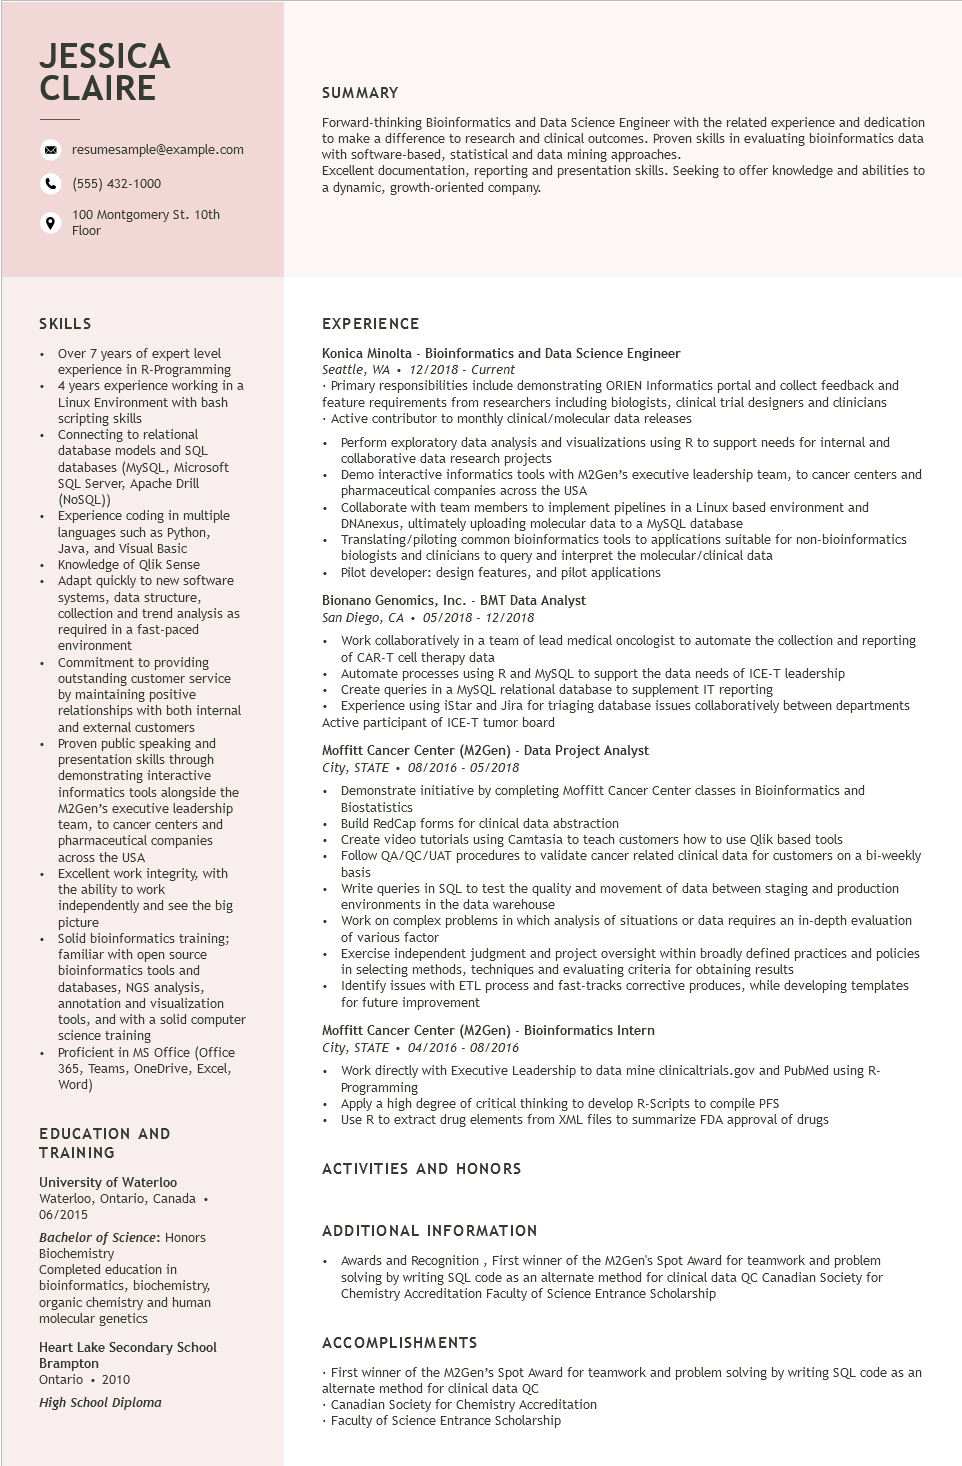 JESSICA
CLAIRE
resumesample@example.com
(555) 432-1000
100 Montgomery St. 10th
Floor
SUMMARY
Forward-thinking Bioinformatics and Data Science Engineer with the related experience and dedication
to make a difference to research and clinical outcomes. Proven skills in evaluating bioinformatics data
with software-based, statistical and data mining approaches.
Excellent documentation, reporting and presentation skills. Seeking to offer knowledge and abilities to
a dynamic, growth-oriented company.
SKILLS
• Over 7 years of expert level
experience in R-Programming
• 4 years experience working in a
Linux Environment with bash
scripting skills
• Connecting to relational
database models and SQL
databases (MySQL, Microsoft
SQL Server, Apache Drill
(NoSQL))
• Experience coding in multiple
languages such as Python,
Java, and Visual Basic
• Knowledge of Qlik Sense
• Adapt quickly to new software
systems, data structure,
collection and trend analysis as
required in a fast-paced
environment
• Commitment to providing
outstanding customer service
by maintaining positive
relationships with both internal
and external customers
• Proven public speaking and
presentation skills through
demonstrating interactive
informatics tools alongside the
M2Gen’s executive leadership
team, to cancer centers and
pharmaceutical companies
across the USA
• Excellent work integrity, with
the ability to work
independently and see the big
picture
• Solid bioinformatics training;
familiar with open source
bioinformatics tools and
databases, NGS analysis,
annotation and visualization
tools, and with a solid computer
science training
• Proficient in MS Office (Office
365, Teams, OneDrive, Excel,
Word)
EDUCATION AND
TRAINING
University of Waterloo
Waterloo, Ontario, Canada •
06/2015
Bachelor of Science: Honors
Biochemistry
Completed education in
bioinformatics, biochemistry,
organic chemistry and human
molecular genetics
Heart Lake Secondary School
Brampton
Ontario • 2010
High School Diploma
EXPERIENCE
Konica Minolta - Bioinformatics and Data Science Engineer
Seattle, WA • 12/2018 - Current
· Primary responsibilities include demonstrating ORIEN Informatics portal and collect feedback and
feature requirements from researchers including biologists, clinical trial designers and clinicians
· Active contributor to monthly clinical/molecular data releases
• Perform exploratory data analysis and visualizations using R to support needs for internal and
collaborative data research projects
• Demo interactive informatics tools with M2Gen’s executive leadership team, to cancer centers and
pharmaceutical companies across the USA
• Collaborate with team members to implement pipelines in a Linux based environment and
DNAnexus, ultimately uploading molecular data to a MySQL database
• Translating/piloting common bioinformatics tools to applications suitable for non-bioinformatics
biologists and clinicians to query and interpret the molecular/clinical data
• Pilot developer: design features, and pilot applications
Bionano Genomics, Inc. - BMT Data Analyst
San Diego, CA • 05/2018 - 12/2018
• Work collaboratively in a team of lead medical oncologist to automate the collection and reporting
of CAR-T cell therapy data
• Automate processes using R and MySQL to support the data needs of ICE-T leadership
• Create queries in a MySQL relational database to supplement IT reporting
• Experience using iStar and Jira for triaging database issues collaboratively between departments
Active participant of ICE-T tumor board
Moffitt Cancer Center (M2Gen) - Data Project Analyst
City, STATE • 08/2016 - 05/2018
• Demonstrate initiative by completing Moffitt Cancer Center classes in Bioinformatics and
Biostatistics
• Build RedCap forms for clinical data abstraction
• Create video tutorials using Camtasia to teach customers how to use Qlik based tools
• Follow QA/QC/UAT procedures to validate cancer related clinical data for customers on a bi-weekly
basis
• Write queries in SQL to test the quality and movement of data between staging and production
environments in the data warehouse
• Work on complex problems in which analysis of situations or data requires an in-depth evaluation
of various factor
• Exercise independent judgment and project oversight within broadly defined practices and policies
in selecting methods, techniques and evaluating criteria for obtaining results
• Identify issues with ETL process and fast-tracks corrective produces, while developing templates
for future improvement
Moffitt Cancer Center (M2Gen) - Bioinformatics Intern
City, STATE • 04/2016 - 08/2016
• Work directly with Executive Leadership to data mine clinicaltrials.gov and PubMed using R-
Programming
• Apply a high degree of critical thinking to develop R-Scripts to compile PFS
• Use R to extract drug elements from XML files to summarize FDA approval of drugs
ACTIVITIES AND HONORS
ADDITIONAL INFORMATION
• Awards and Recognition , First winner of the M2Gen's Spot Award for teamwork and problem
solving by writing SQL code as an alternate method for clinical data QC Canadian Society for
Chemistry Accreditation Faculty of Science Entrance Scholarship
ACCOMPLISHMENTS
· First winner of the M2Gen’s Spot Award for teamwork and problem solving by writing SQL code as an
alternate method for clinical data QC
· Canadian Society for Chemistry Accreditation
· Faculty of Science Entrance Scholarship